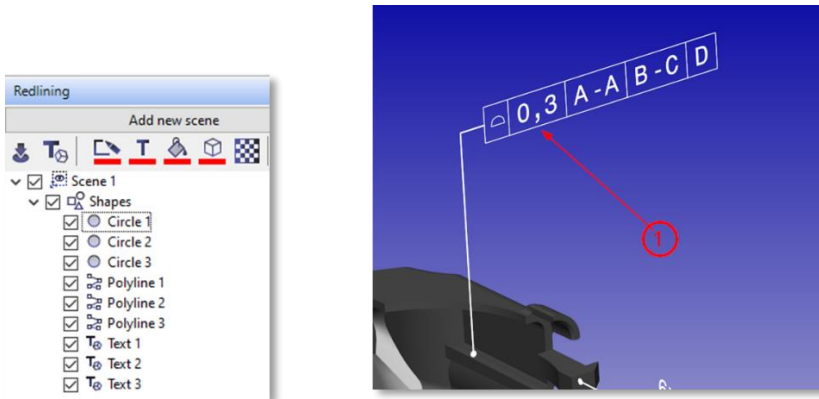 Redlining
Add new scene
Scene 1
Shapes
Circle 1
Circle 2
Circle 3
Polyline 1
Polyline 2
Polyline 3
Text 1
Text 2
Text 3
0,3 A-A B-C D
1